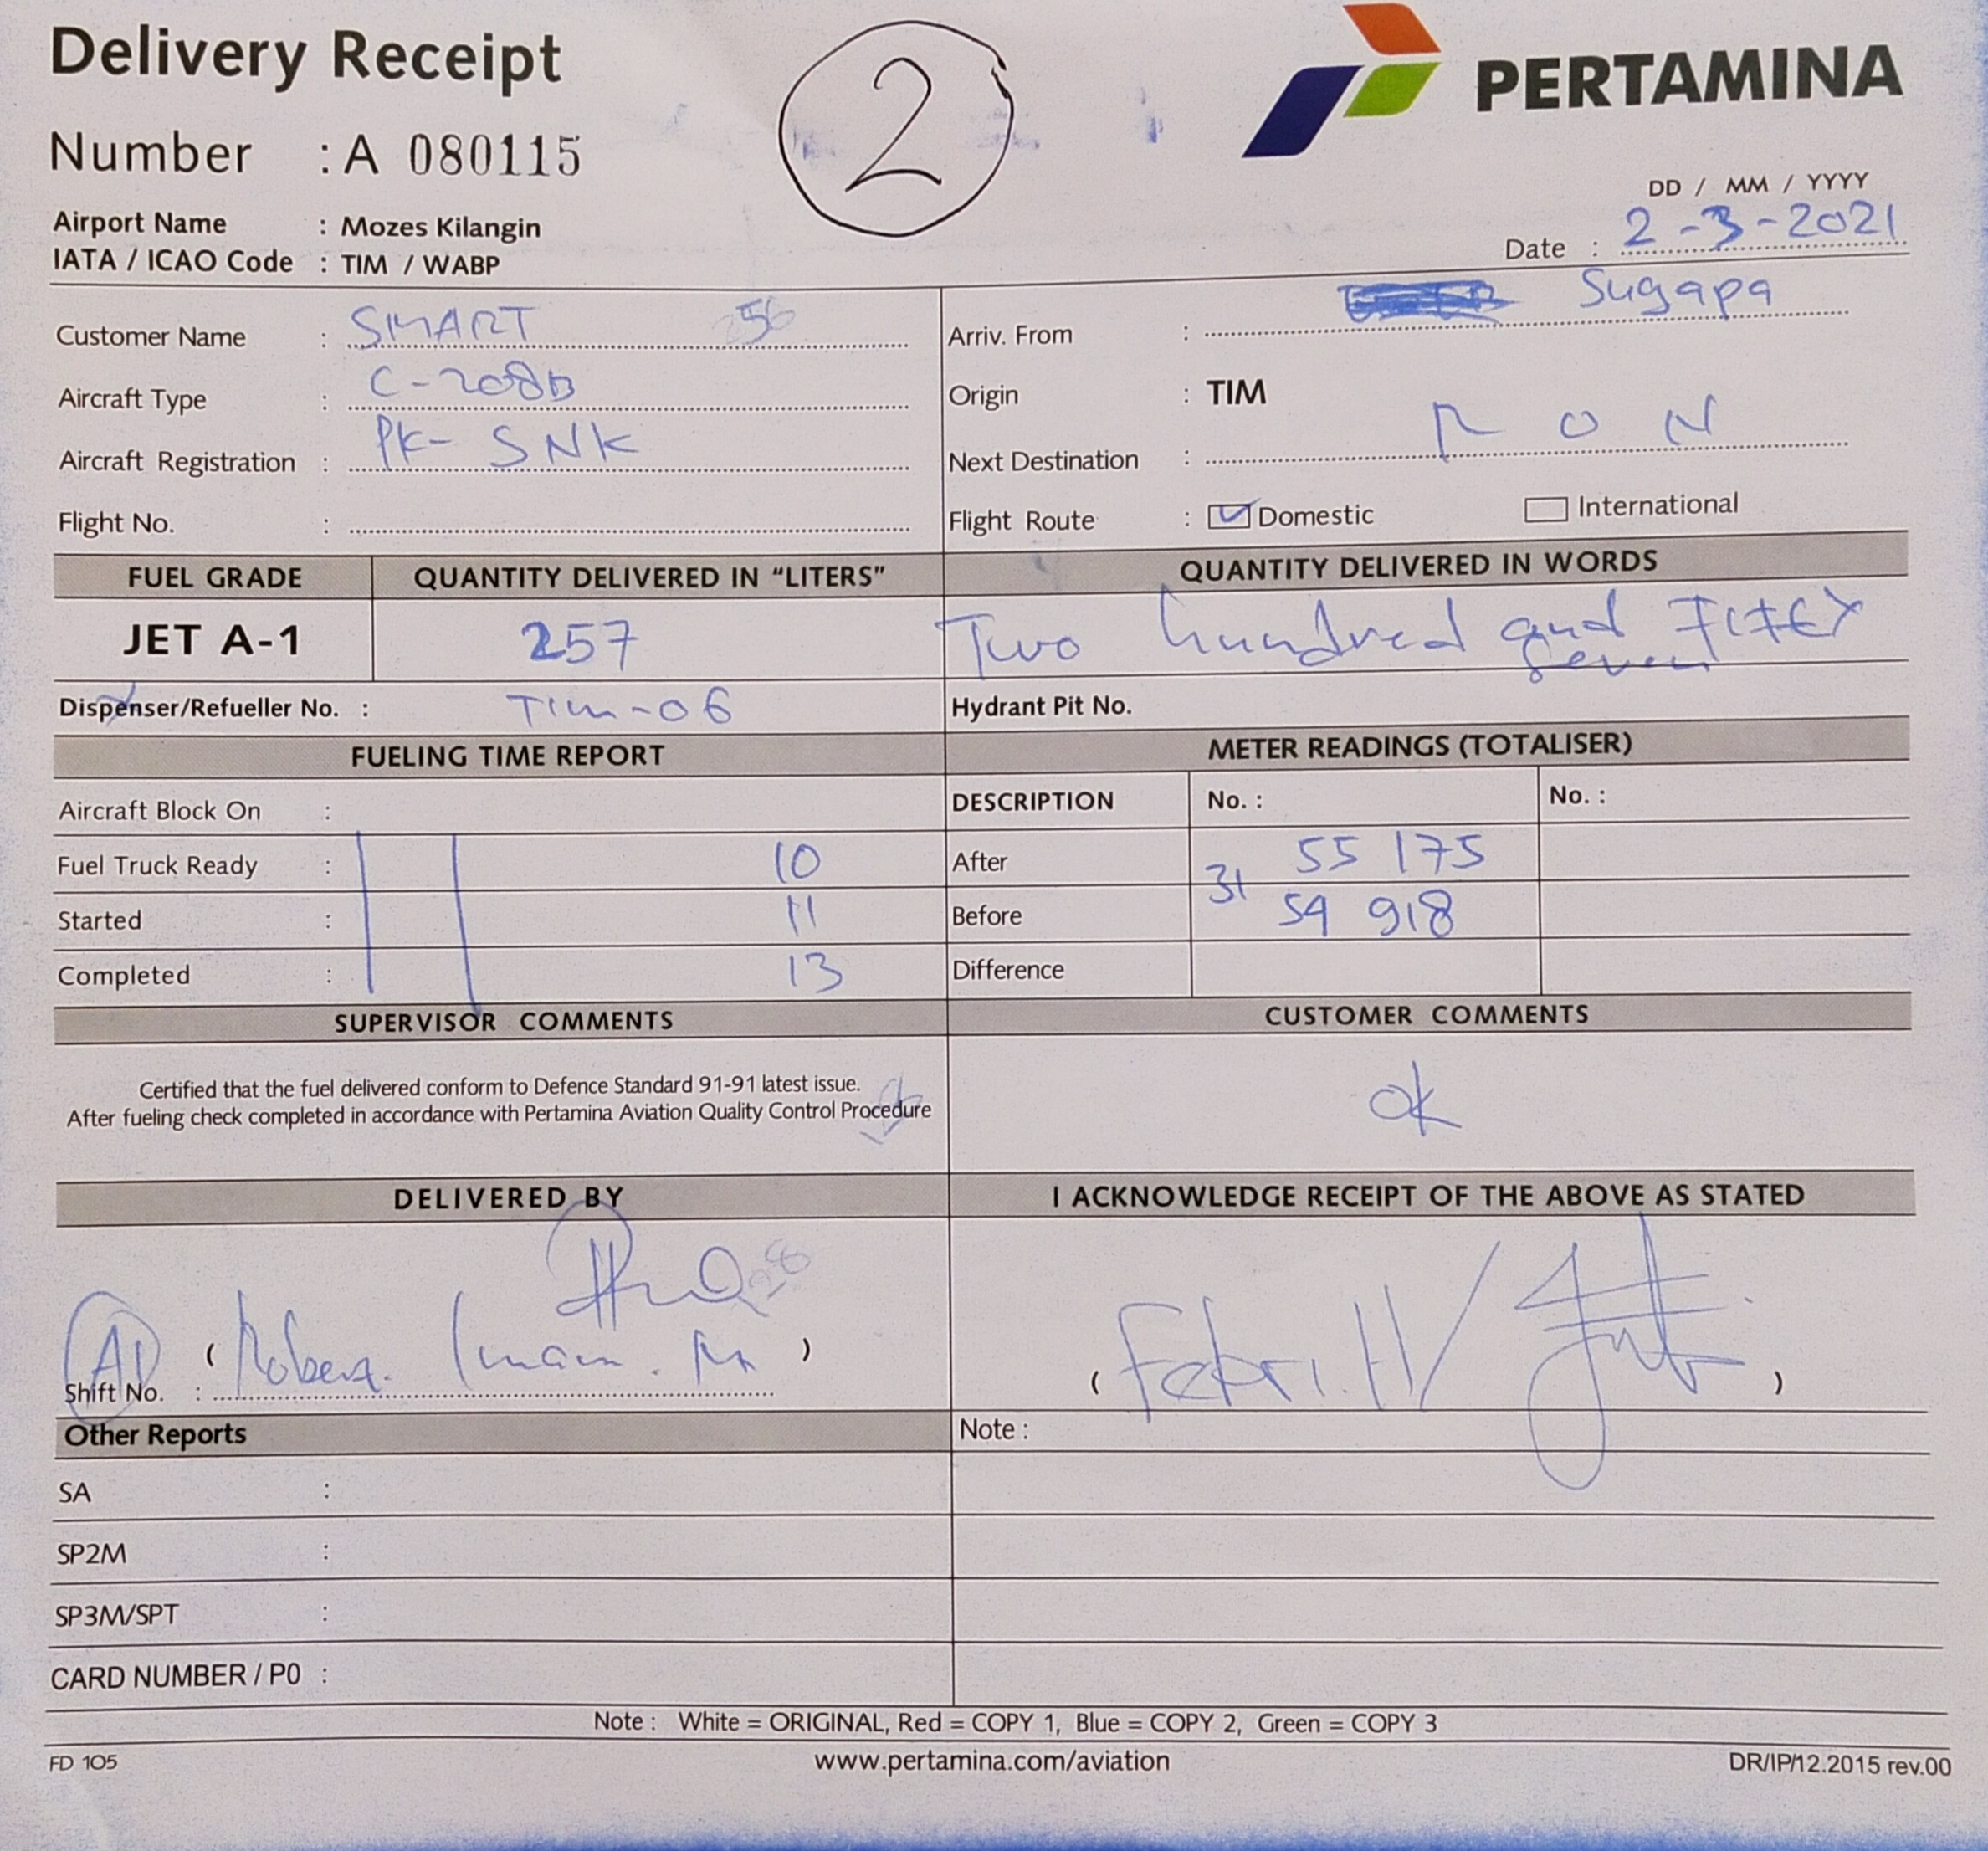 Delivery Receipt
2
PERTAMINA
Number : A 080115
DD / MM / YYYY
Airport Name : Mozes Kilangin
Date : 2-3-2021
IATA / ICAO Code : TIM / WABP
Customer Name : SMART 56
Arriv. From : Sugapa
Aircraft Type : C-208B
Origin : TIM
Aircraft Registration : PK-SNK
Next Destination : RON
Flight No. :
Flight Route : Domestic International
FUEL GRADE QUANTITY DELIVERED IN “LITERS” QUANTITY DELIVERED IN WORDS
JET A-1 257 Two hundred and FIFTY
seven
Dispenser/Refueller No. : TIM-06 Hydrant Pit No.
FUELING TIME REPORT METER READINGS (TOTALISER)
Aircraft Block On : DESCRIPTION No. : No. :
Fuel Truck Ready : 10 After 55 175
31
Started : 11 Before 54 918
Completed : 13 Difference
SUPERVISOR COMMENTS CUSTOMER COMMENTS
Certified that the fuel delivered conform to Defence Standard 91-91 latest issue.
After fueling check completed in accordance with Pertamina Aviation Quality Control Procedure
ok
DELIVERED BY I ACKNOWLEDGE RECEIPT OF THE ABOVE AS STATED
( Imam. )
( Febri.H )
Shift No. :
Other Reports Note :
SA :
SP2M :
SP3M/SPT :
CARD NUMBER / P0 :
Note : White = ORIGINAL, Red = COPY 1, Blue = COPY 2, Green = COPY 3
FD 105 www.pertamina.com/aviation DR/IP/12.2015 rev.00